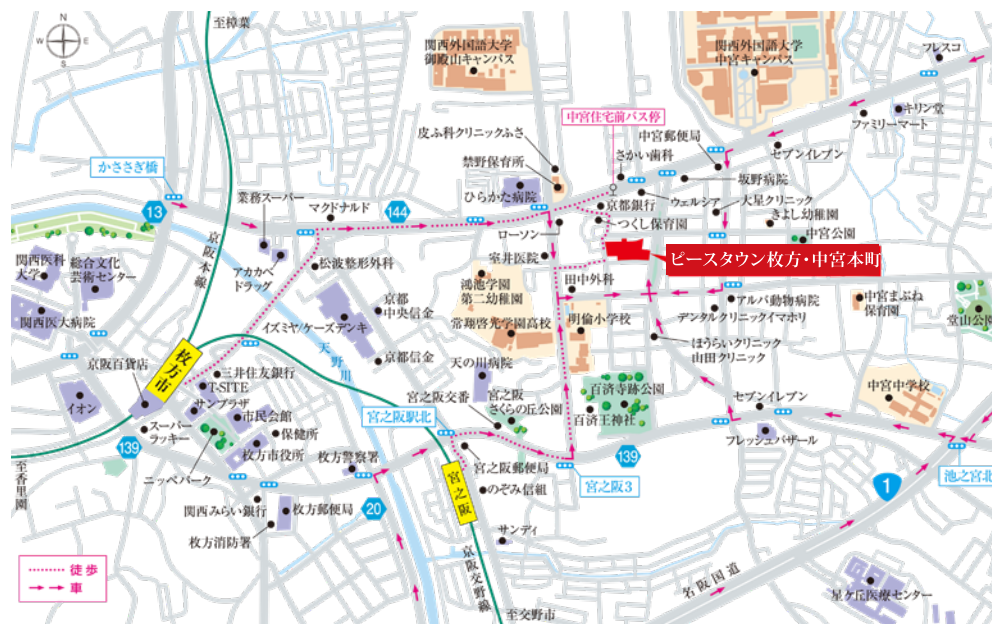 至樟葉
N
W
E
S
関西外国語大学
御殿山キャンパス
関西外国語大学
中宮キャンパス
フレスコ
キリン堂
ファミリーマート
中宮住宅前バス停
中宮郵便局
皮ふ科クリニックふさ
さかい歯科
セブンイレブン
禁野保育所
かささぎ橋
坂野病院
ひらかた病院
業務スーパー
マクドナルド
144
13
京都銀行
ウェルシア
大星クリニック
きよし幼稚園
つくし保育園
ローソン
中宮公園
京阪本線
関西医科
大学
総合文化
芸術センター
アカカベ
ドラッグ
松波整形外科
室井医院
ピースタウン枚方・中宮本町
鴻池学園
第二幼稚園
田中外科
京都
中央信金
アルバ動物病院
中宮まぶね
保育園
堂山公園
関西医大病院
イズミヤ/ケーズデンキ
常翔啓光学園高校
明倫小学校
デンタルクリニックイマホリ
天野川
ほうらいクリニック
山田クリニック
京阪百貨店
枚方市
京都信金
天の川病院
三井住友銀行
T-SITE
百済寺跡公園
中宮中学校
イオン
サンプラザ
市民会館
宮之阪交番
宮之阪
さくらの丘公園
セブンイレブン
宮之阪駅北
百済王神社
スーパー
ラッキー
保健所
139
枚方市役所
フレッシュバザール
139
枚方警察署
宮之阪郵便局
至香里園
ニッペパーク
宮之阪
のぞみ信組
宮之阪3
1
池之宮北
関西みらい銀行
枚方郵便局
20
枚方消防署
サンディ
京阪交野線
名阪国道
徒歩
車
星ケ丘医療センター
至交野市